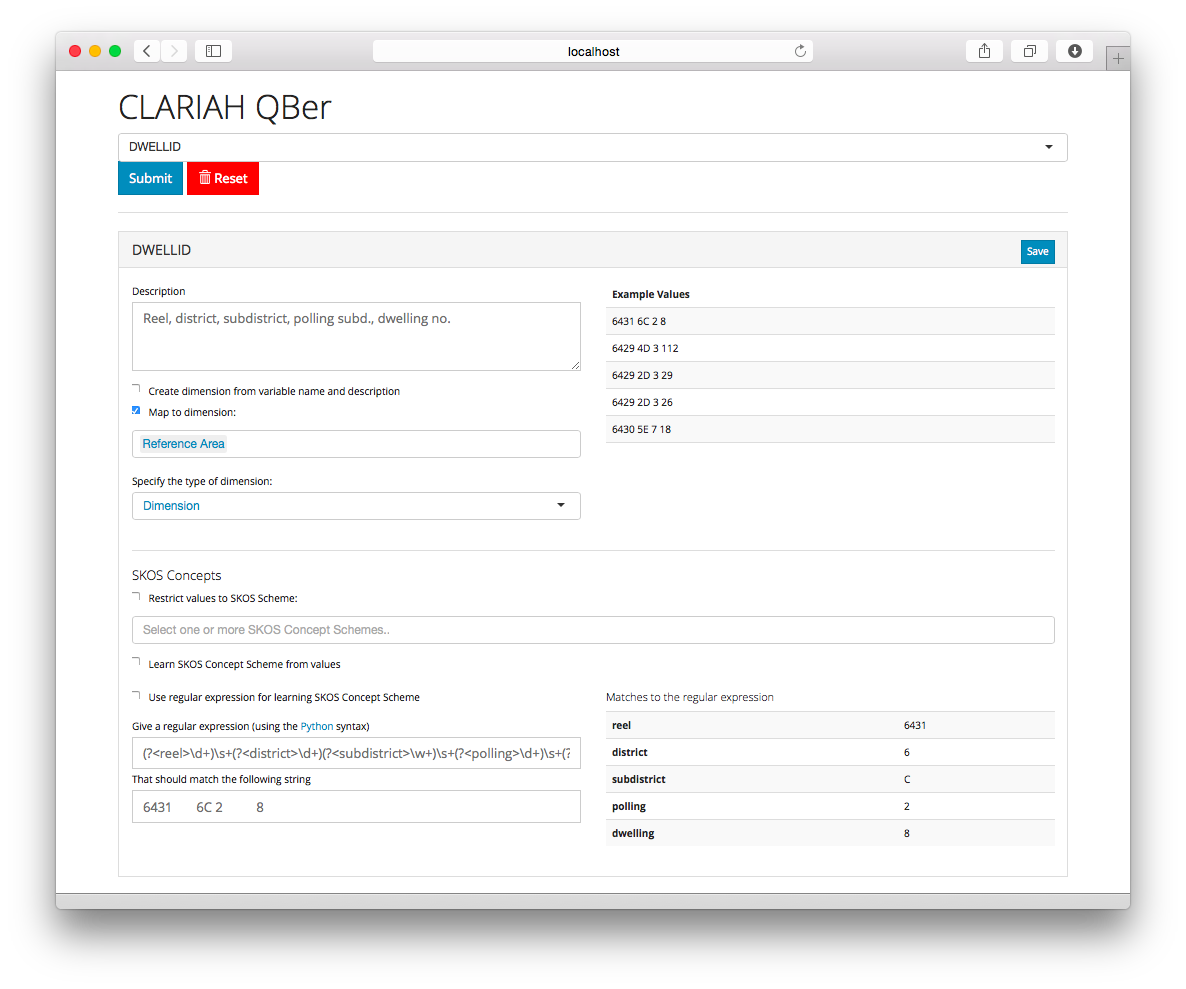 localhost
CLARIAH QBer
DWELLID
Submit Reset
DWELLID
Save
Description
Reel, district, subdistrict, polling subd., dwelling no.
Create dimension from variable name and description
Map to dimension:
Reference Area
Specify the type of dimension:
Dimension
Example Values
6431 6C 2 8
6429 4D 3 112
6429 2D 3 29
6429 2D 3 26
6430 5E 7 18
SKOS Concepts
Restrict values to SKOS Scheme:
Select one or more SKOS Concept Schemes..
Learn SKOS Concept Scheme from values
Use regular expression for learning SKOS Concept Scheme
Give a regular expression (using the Python syntax)
(?<reel>\d+)\s+(?<district>\d+)(?<subdistrict>\w+)\s+(?<polling>\d+)\s+(?
That should match the following string
6431 6C 2 8
Matches to the regular expression
reel 6431
district 6
subdistrict C
polling 2
dwelling 8